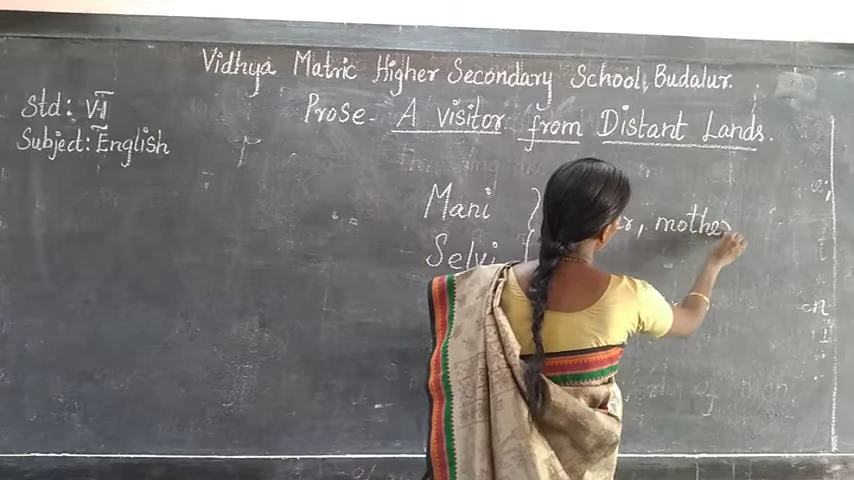 Vidhya Matric Higher Secondary School, Budalur.
Std: VII
Prose- A visitor from Distant Lands.
Subject: English
Mani
Selvi
, mother